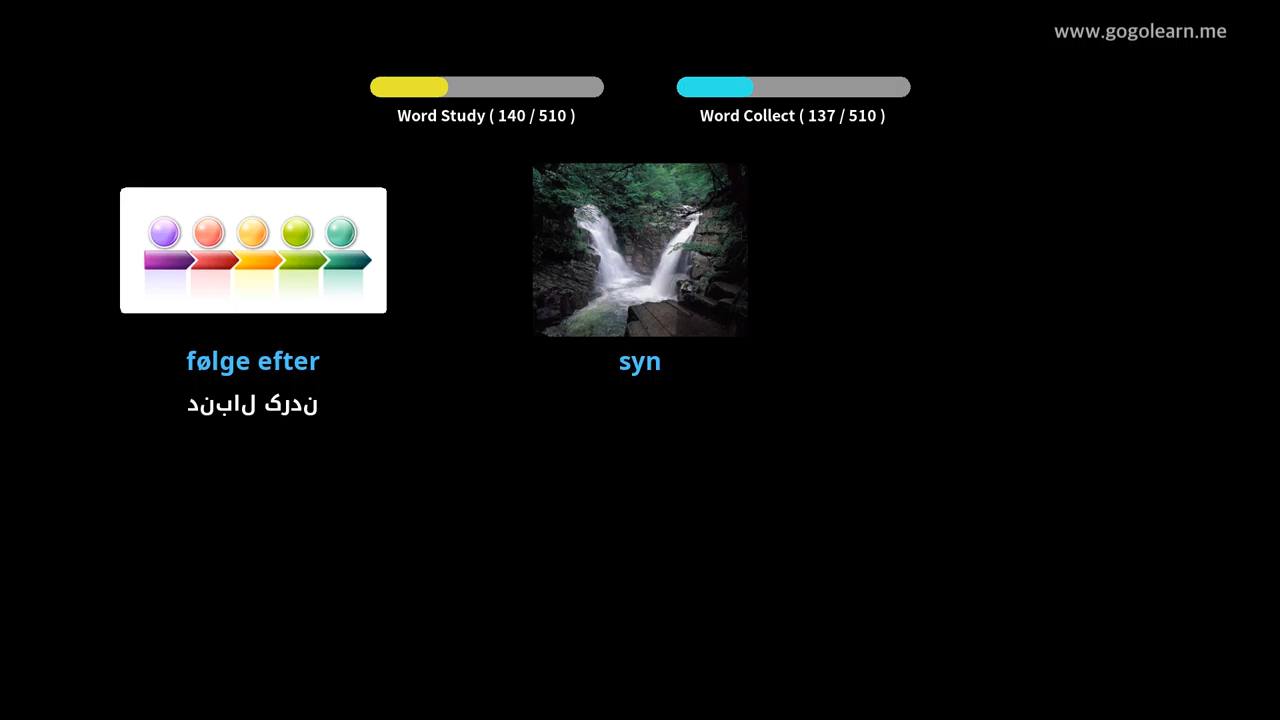 www.gogolearn.me
Word Study ( 140 / 510 )
Word Collect ( 137 / 510 )
følge efter
syn
دنبال کردن